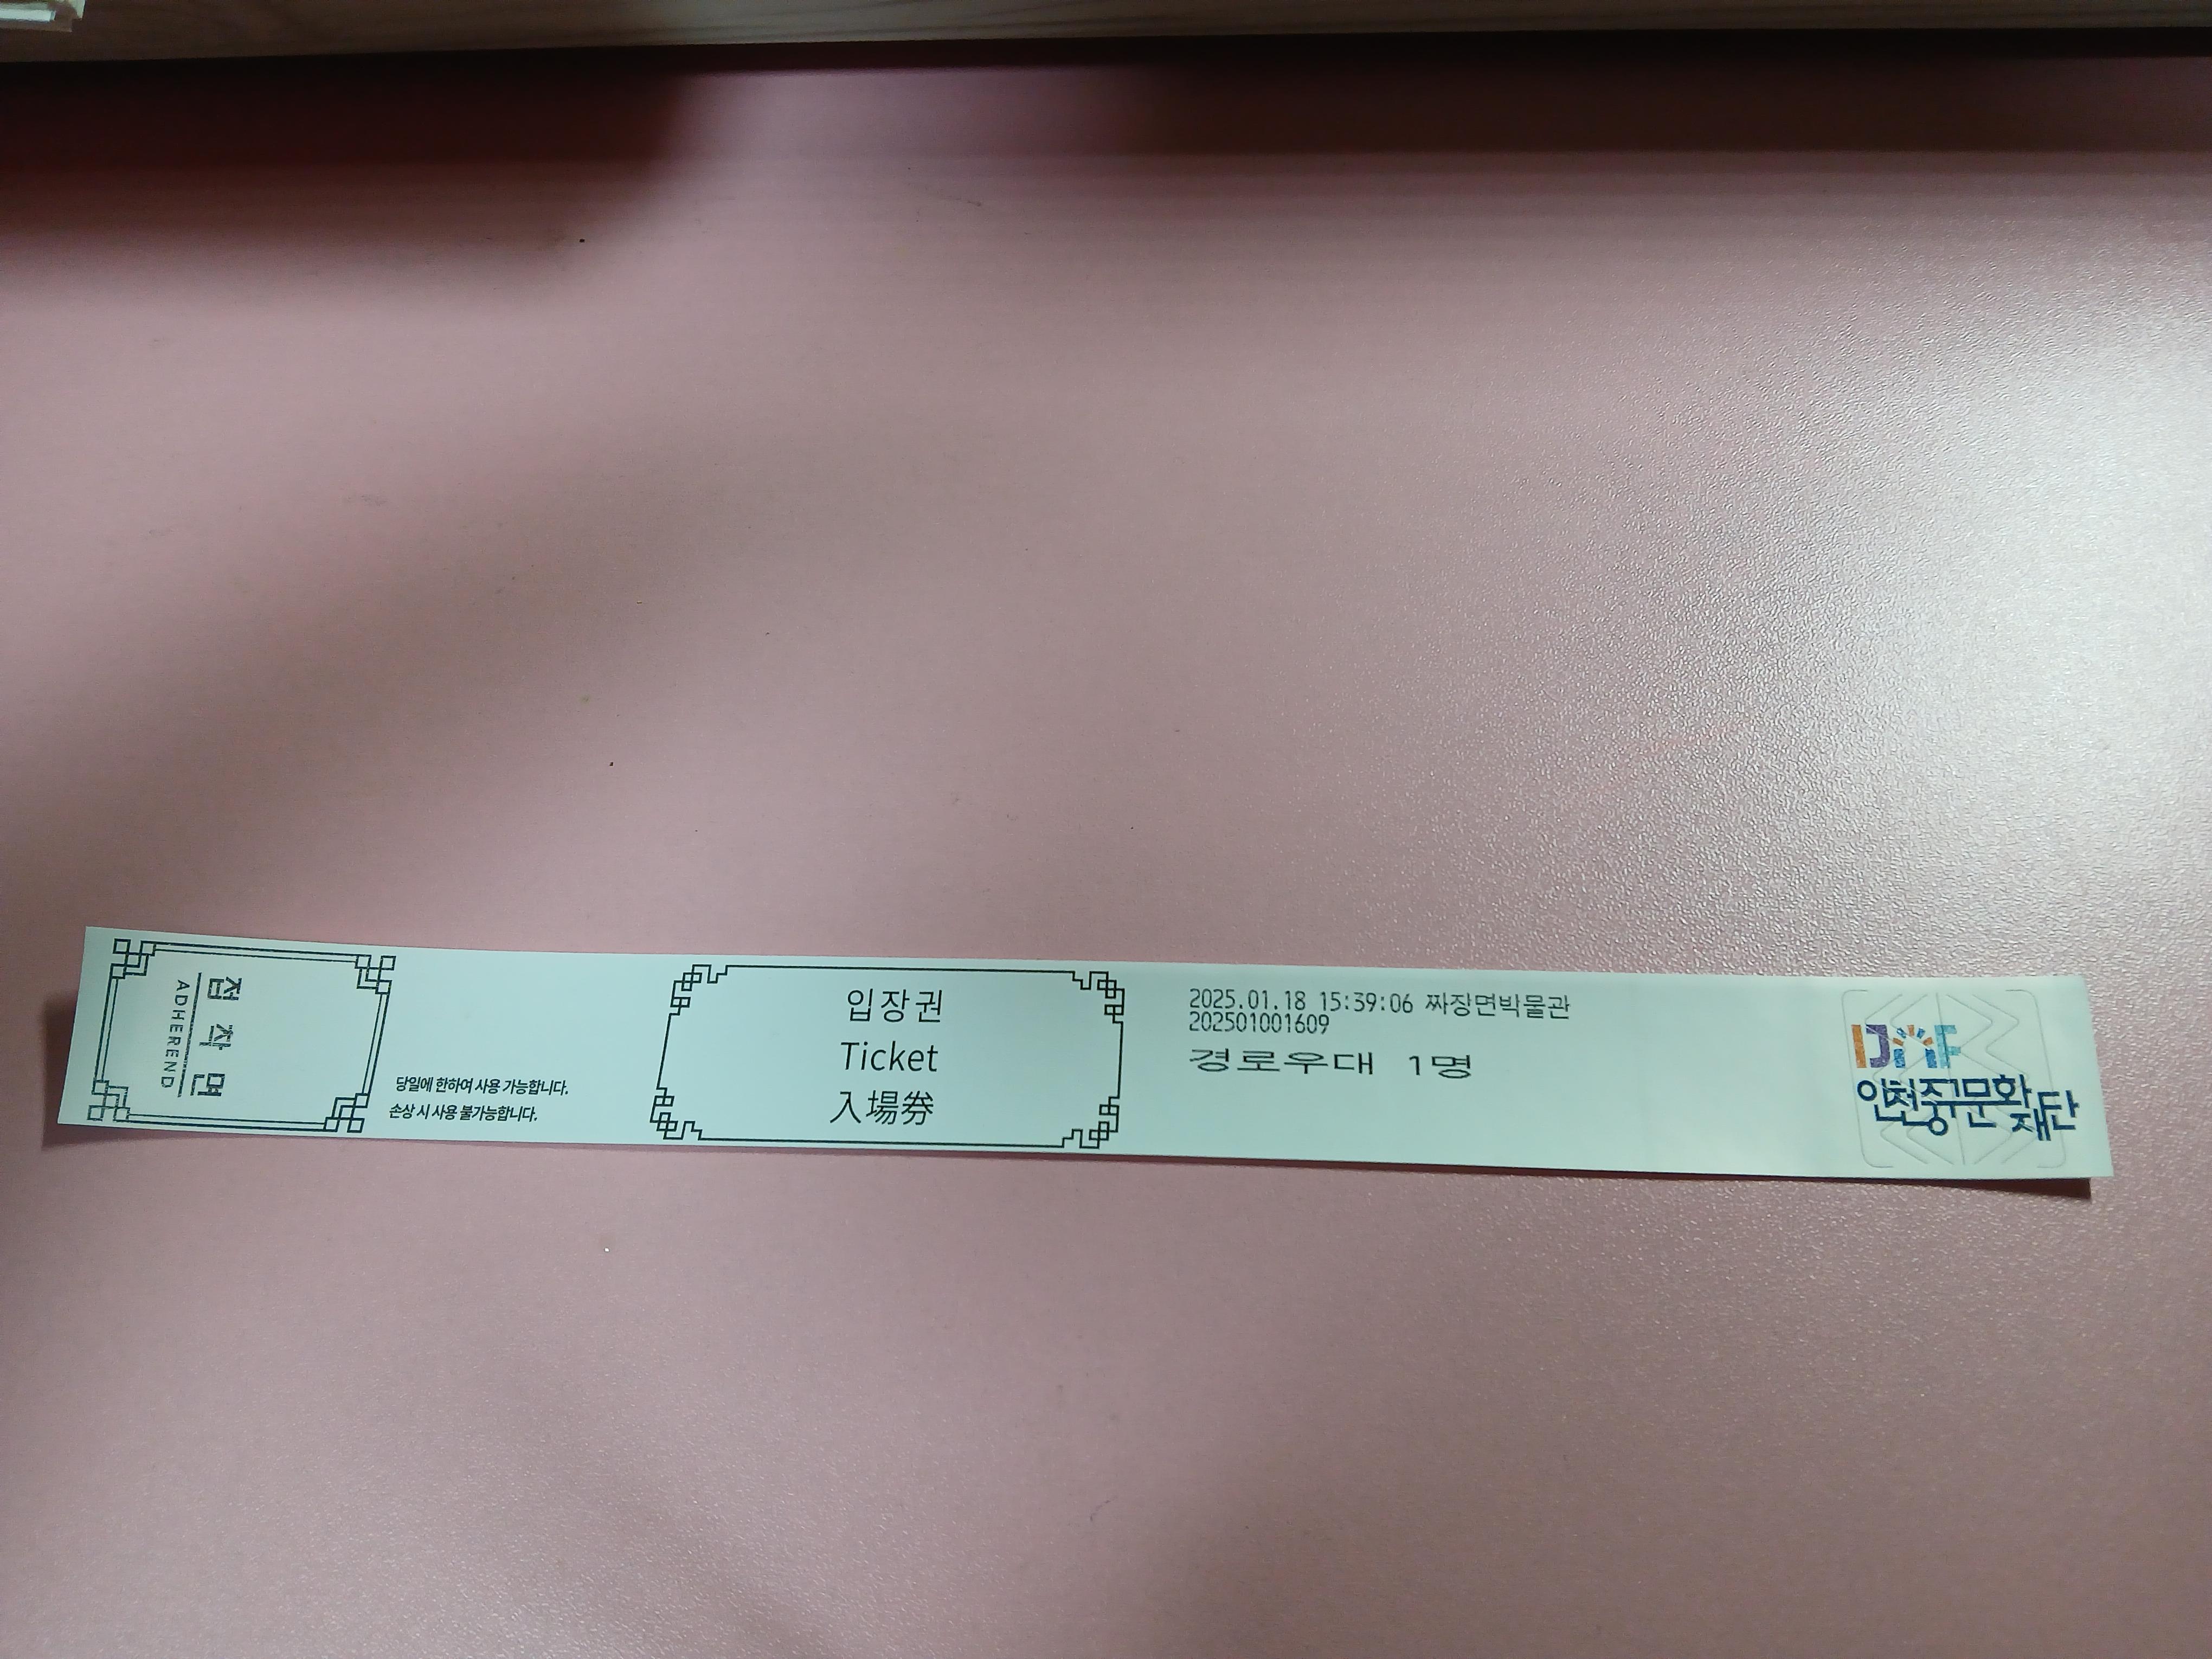 접착면
ADHEREND
당일에 한하여 사용 가능합니다.
손상 시 사용 불가능합니다.
입장권
Ticket
入場券
2025.01.18 15:39:06 짜장면박물관
202501001609
경로우대 1명
IJCF
인천중구문화재단